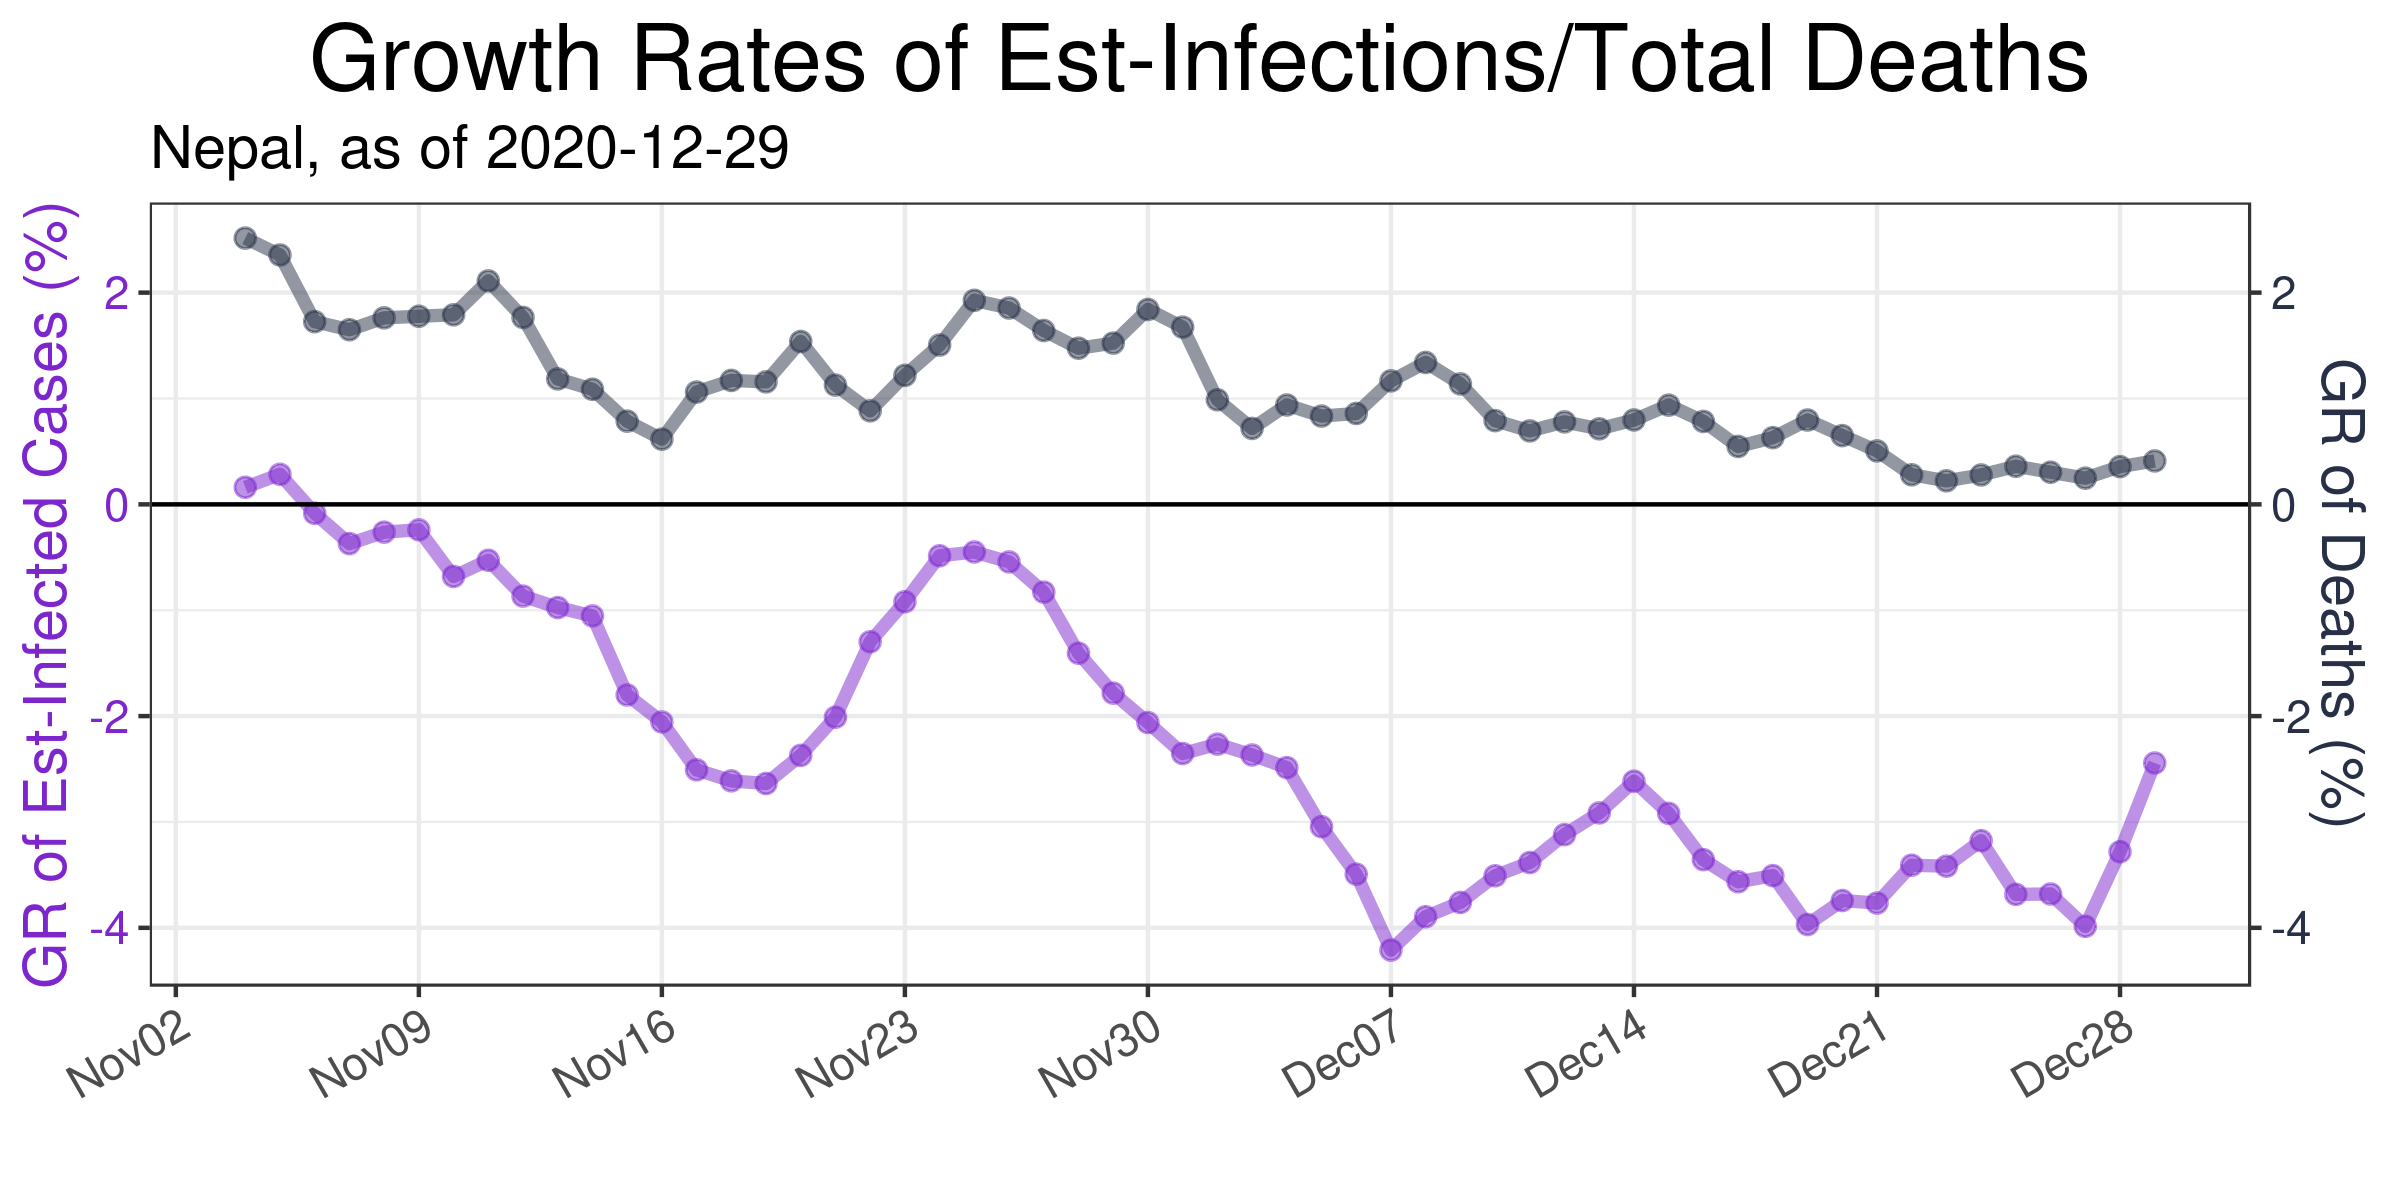 Growth Rates of Est-Infections/Total Deaths
Nepal, as of 2020-12-29
GR of Est-Infected Cases (%)
2
0
-2
-4
2
0
-2
-4
GR of Deaths (%)
Nov02
Nov09
Nov16
Nov23
Nov30
Dec07
Dec14
Dec21
Dec28